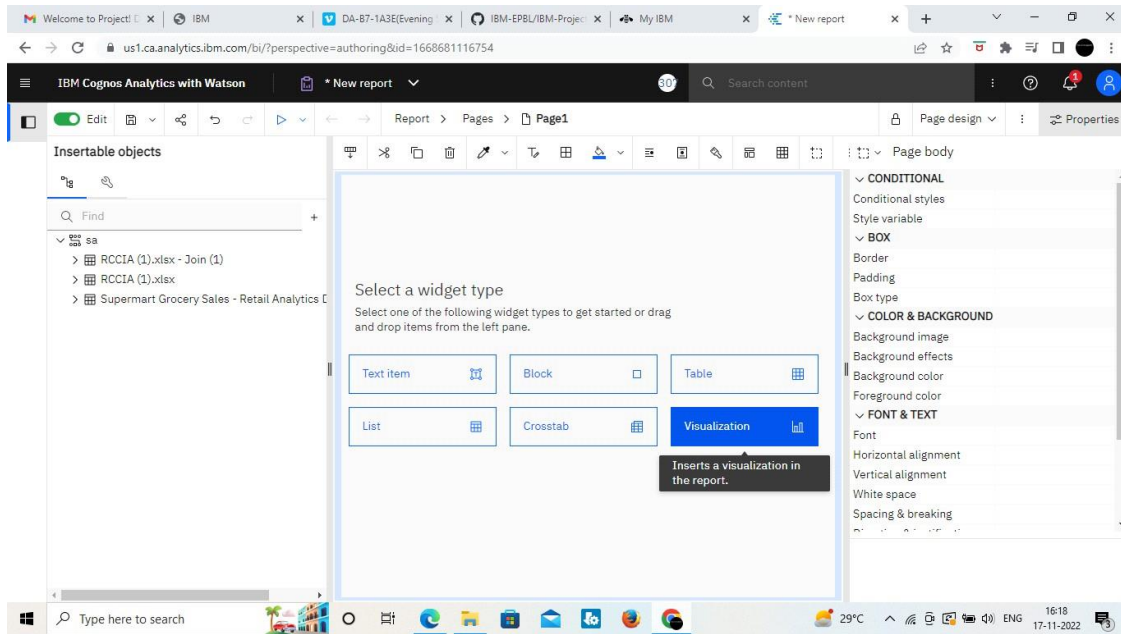 Welcome to Project! D
IBM
DA-B7-1A3E(Evening
IBM-EPBL/IBM-Projec
My IBM
* New report
us1.ca.analytics.ibm.com/bi/?perspective=authoring&id=1668681116754
IBM Cognos Analytics with Watson
* New report
30
Search content
1
Edit
Report > Pages > Page1
Page design
Properties
Insertable objects
Page body
Find
sa
RCCIA (1).xlsx - Join (1)
RCCIA (1).xlsx
Supermart Grocery Sales - Retail Analytics D
Select a widget type
Select one of the following widget types to get started or drag
and drop items from the left pane.
Text item
Block
Table
List
Crosstab
Visualization
Inserts a visualization in
the report.
CONDITIONAL
Conditional styles
Style variable
BOX
Border
Padding
Box type
COLOR & BACKGROUND
Background image
Background effects
Background color
Foreground color
FONT & TEXT
Font
Horizontal alignment
Vertical alignment
White space
Spacing & breaking
Type here to search
29°C
ENG
16:18
17-11-2022
3